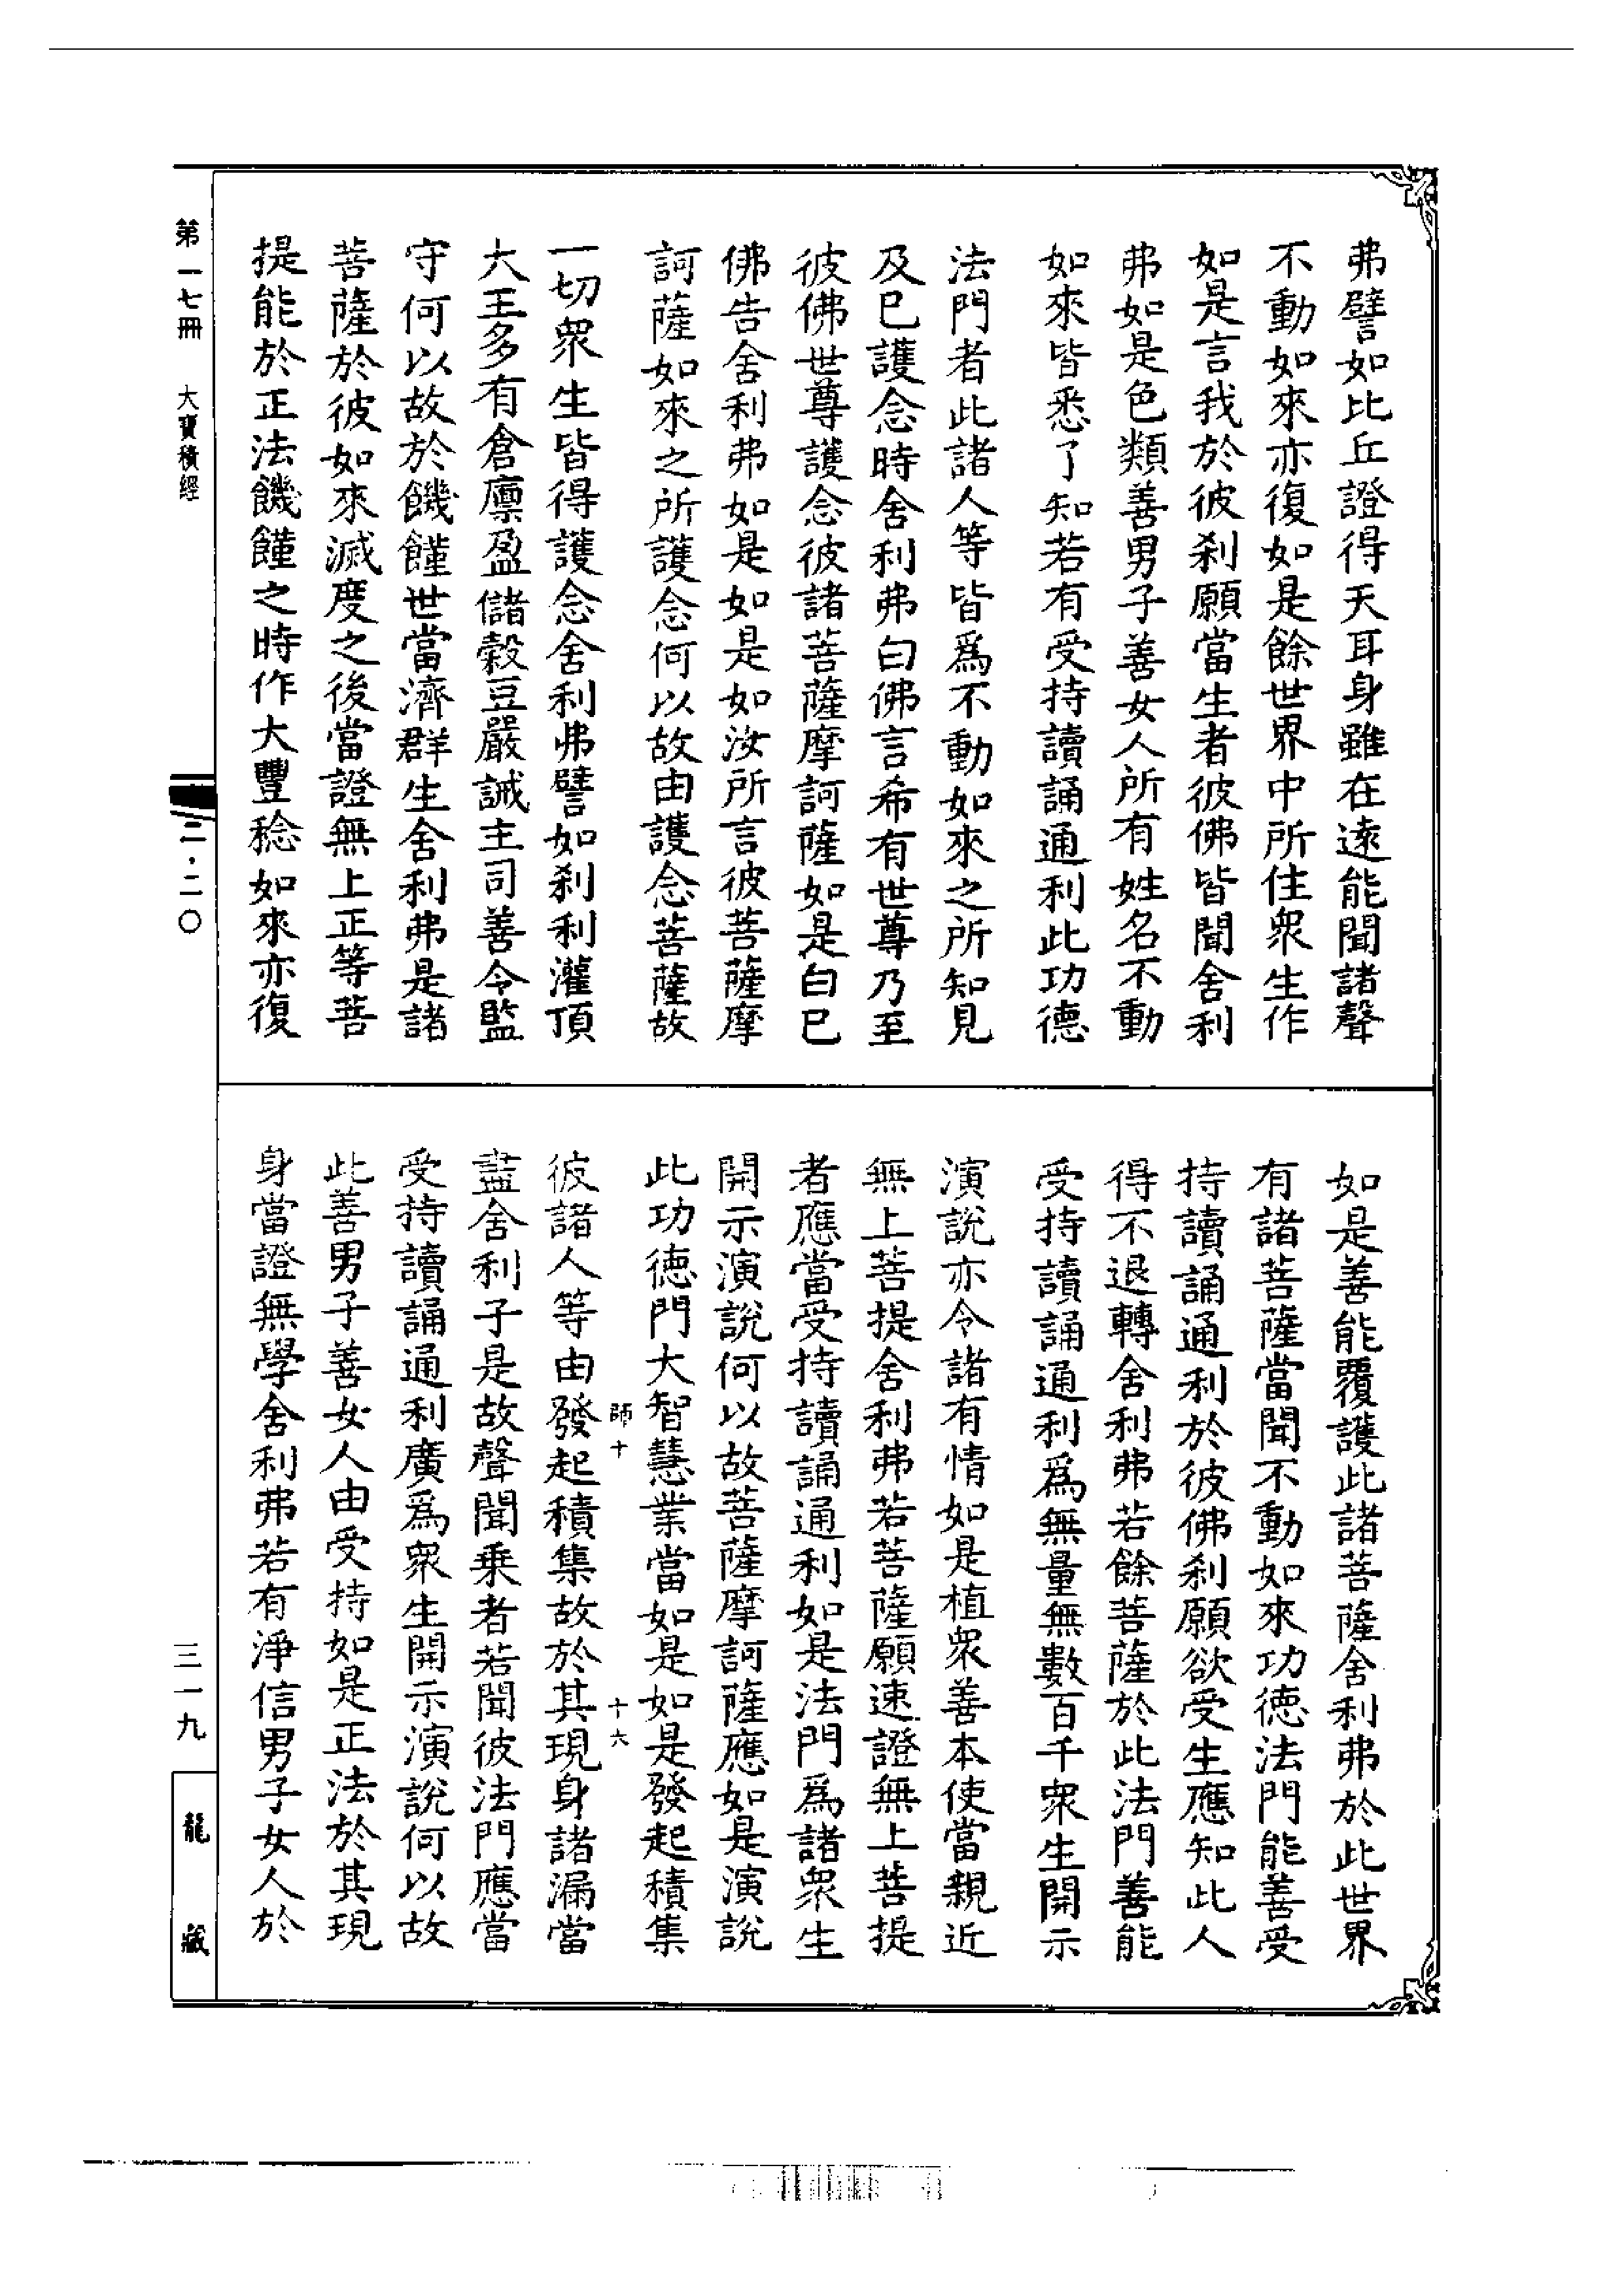 弗譬如比丘證得天耳身雖在遠能聞諸聲
不動如來亦復如是餘世界中所住衆生作
如是言我於彼刹願當生者彼佛皆聞舍利
弗如是色類善男子善女人所有姓名不動
如來皆悉了知若有受持讀誦通利此功德
法門者此諸人等皆爲不動如來之所知見
及已護念時舍利弗白佛言希有世尊乃至
彼佛世尊護念彼諸菩薩摩訶薩如是白已
佛告舍利弗如是如是如汝所言彼菩薩摩
訶薩如來之所護念何以故由護念菩薩故
一切衆生皆得護念舍利弗譬如刹利灌頂
大王多有倉廩盈儲穀豆嚴誡主司善令監
守何以故於饑饉世當濟群生舍利弗是諸
菩薩於彼如來滅度之後當證無上正等菩
提能於正法饑饉之時作大豐稔如來亦復
如是善能覆護此諸菩薩舍利弗於此世界
有諸菩薩當聞不動如來功德法門能善受
持讀誦通利於彼佛刹願欲受生應知此人
得不退轉舍利弗若餘菩薩於此法門善能
受持讀誦通利爲無量無數百千衆生開示
演說亦令諸有情如是植衆善本使當親近
無上菩提舍利弗若菩薩願速證無上菩提
者應當受持讀誦通利如是法門爲諸衆生
開示演說何以故菩薩摩訶薩應如是演說
此功德門大智慧業當如是如是發起積集
師十 十六
彼諸人等由發起積集故於其現身諸漏當
盡舍利子是故聲聞乘者若聞彼法門應當
受持讀誦通利廣爲衆生開示演說何以故
此善男子善女人由受持如是正法於其現
身當證無學舍利弗若有淨信男子女人於
第一七冊 大寶積經
二·二〇
三一九
龍藏